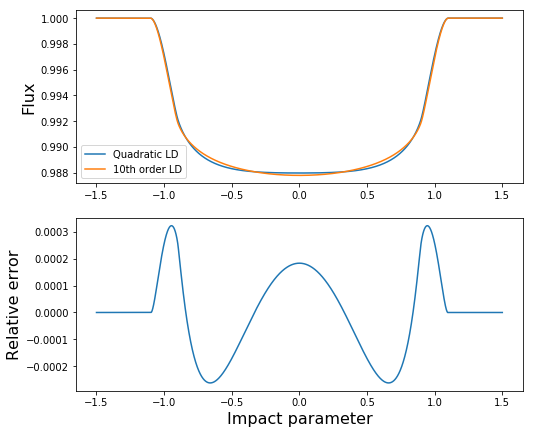 Flux
1.000
0.998
0.996
0.994
0.992
0.990
0.988
Quadratic LD
10th order LD
−1.5 −1.0 −0.5 0.0 0.5 1.0 1.5
Relative error
0.0003
0.0002
0.0001
0.0000
−0.0001
−0.0002
−1.5 −1.0 −0.5 0.0 0.5 1.0 1.5
Impact parameter